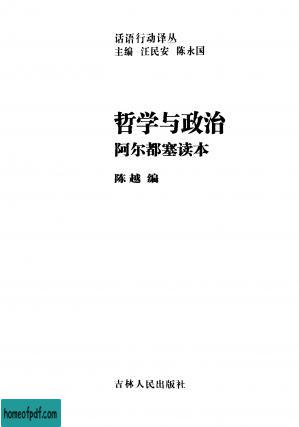 话语行动译丛
主编 汪民安 陈永国
哲学与政治
阿尔都塞读本
陈越 编
吉林人民出版社
homeofpdf.com